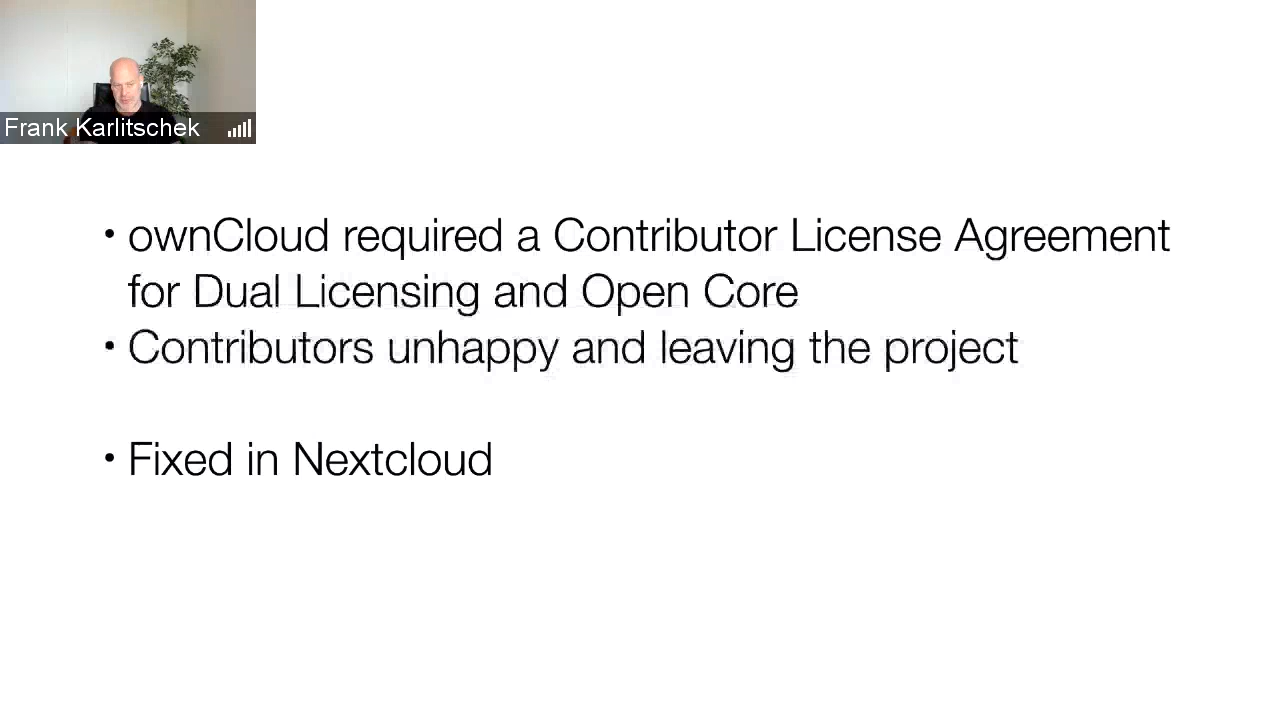 Frank Karlitschek
• ownCloud required a Contributor License Agreement
for Dual Licensing and Open Core
• Contributors unhappy and leaving the project
• Fixed in Nextcloud